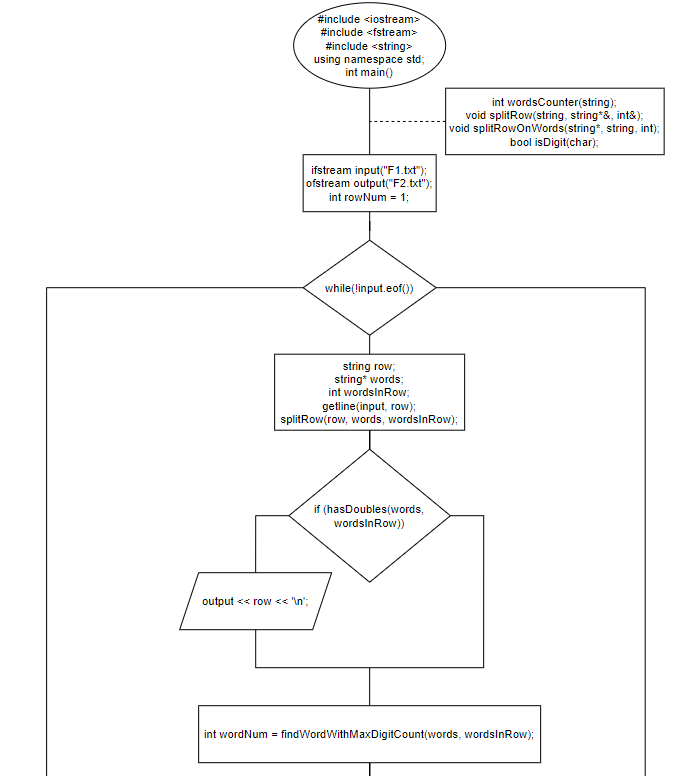 #include <iostream>
#include <fstream>
#include <string>
using namespace std;
int main()
int wordsCounter(string);
void splitRow(string, string*&, int&);
void splitRowOnWords(string*, string, int);
bool isDigit(char);
ifstream input("F1.txt");
ofstream output("F2.txt");
int rowNum = 1;
while(!input.eof())
string row;
string* words;
int wordsInRow;
getline(input, row);
splitRow(row, words, wordsInRow);
if (hasDoubles(words,
wordsInRow))
output << row << '\n';
int wordNum = findWordWithMaxDigitCount(words, wordsInRow);